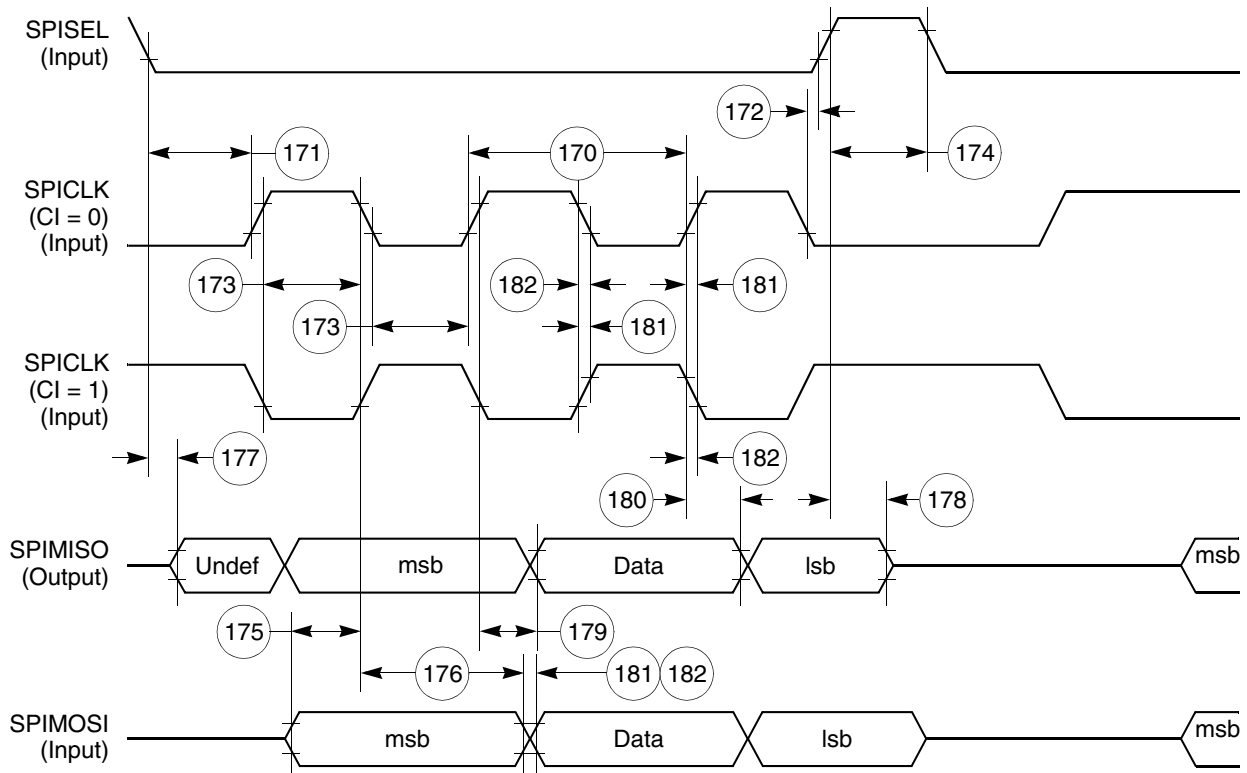 SPISEL
(Input)
172
171
170
174
SPICLK
(CI = 0)
(Input)
173
182
181
173
181
SPICLK
(CI = 1)
(Input)
177
182
180
178
SPIMISO
(Output)
Undef
msb
Data
lsb
msb
175
179
176
181
182
SPIMOSI
(Input)
msb
Data
lsb
msb